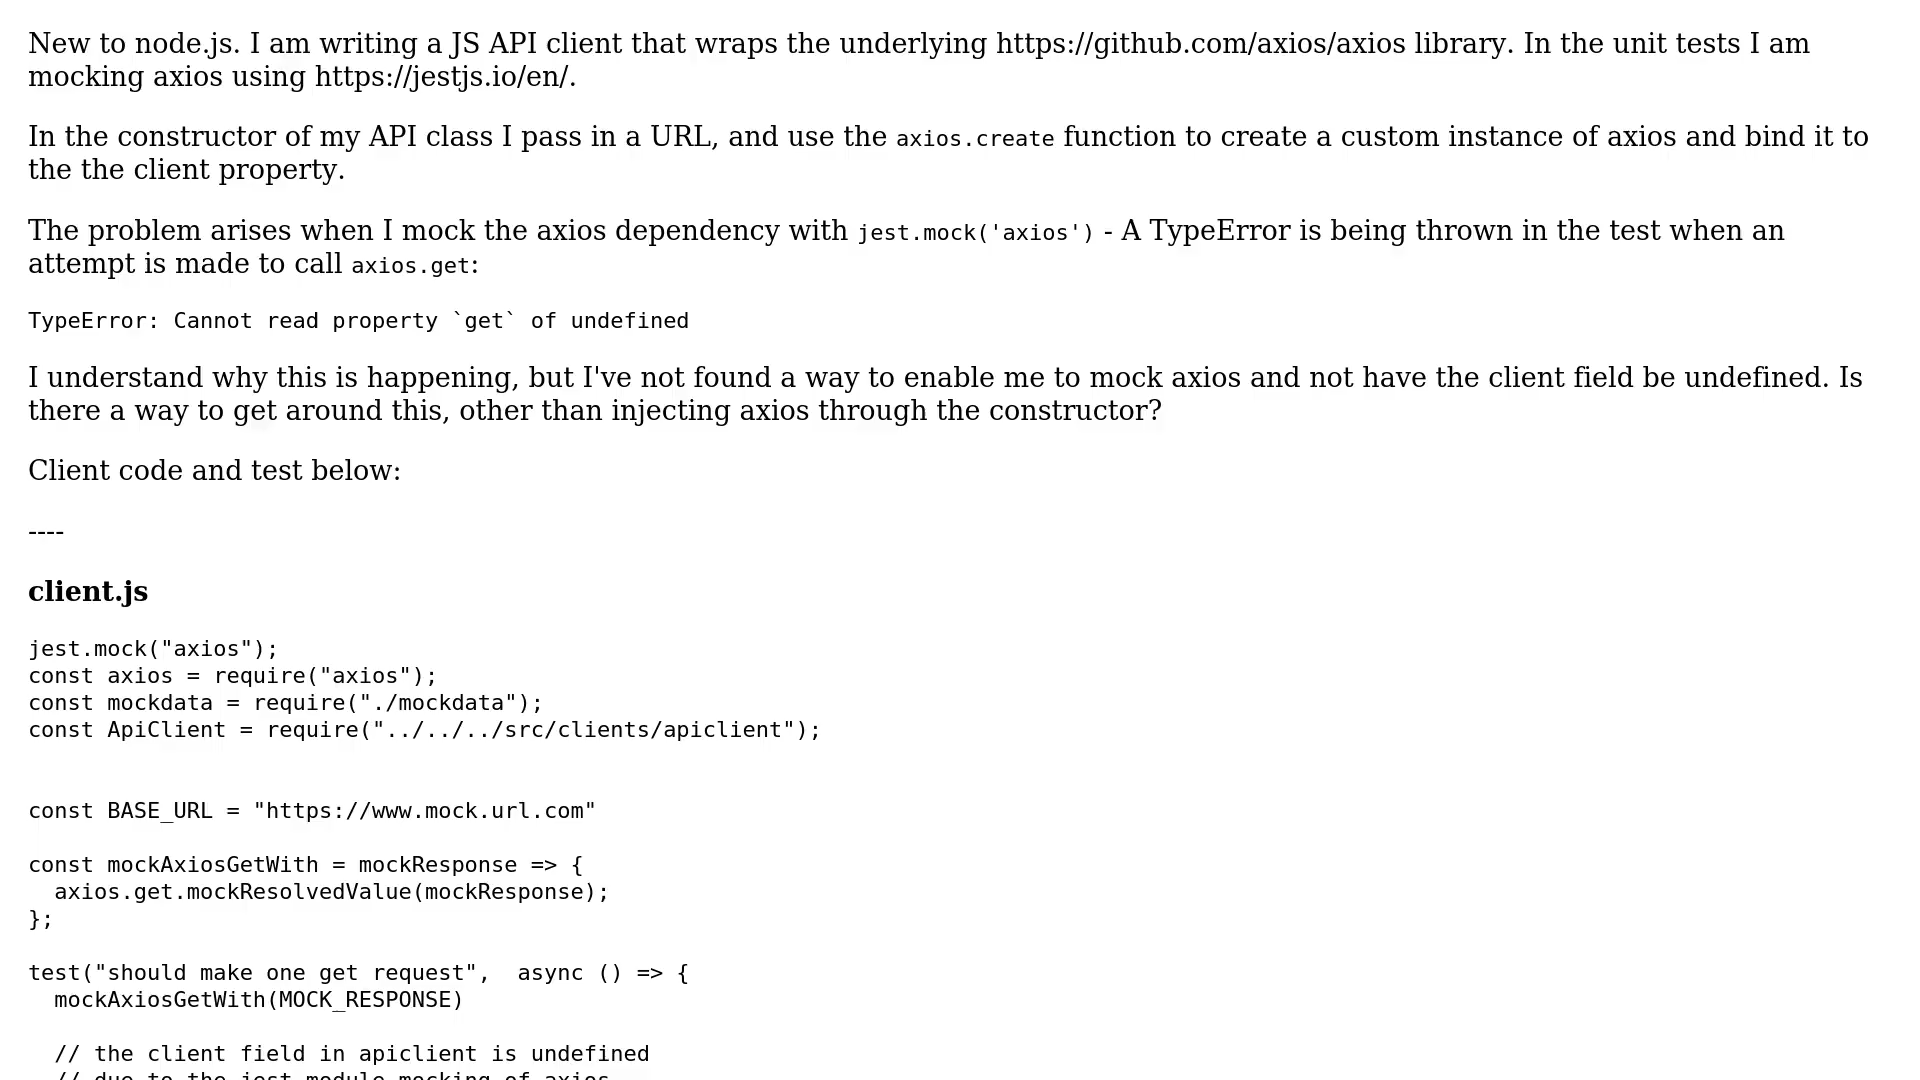 New to node.js. I am writing a JS API client that wraps the underlying https://github.com/axios/axios library. In the unit tests I am
mocking axios using https://jestjs.io/en/.
In the constructor of my API class I pass in a URL, and use the axios.create function to create a custom instance of axios and bind it to
the the client property.
The problem arises when I mock the axios dependency with jest.mock('axios') - A TypeError is being thrown in the test when an
attempt is made to call axios.get:
TypeError: Cannot read property `get` of undefined
I understand why this is happening, but I've not found a way to enable me to mock axios and not have the client field be undefined. Is
there a way to get around this, other than injecting axios through the constructor?
Client code and test below:
----
client.js
jest.mock("axios");
const axios = require("axios");
const mockdata = require("./mockdata");
const ApiClient = require("../../../src/clients/apiclient");
const BASE_URL = "https://www.mock.url.com"
const mockAxiosGetWith = mockResponse => {
  axios.get.mockResolvedValue(mockResponse);
};
test("should make one get request",  async () => {
  mockAxiosGetWith(MOCK_RESPONSE)
  // the client field in apiclient is undefined
  // due to the jest module mocking of axios